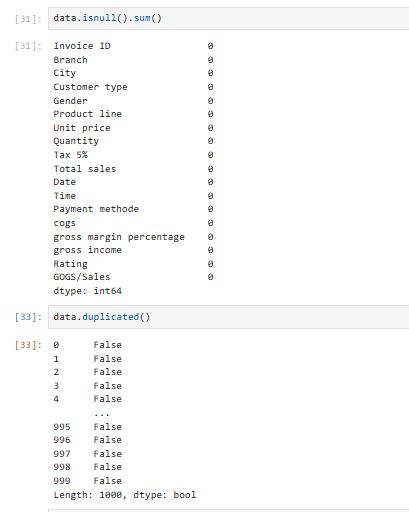 [31]: data.isnull().sum()
[31]: Invoice ID 0
Branch 0
City 0
Customer type 0
Gender 0
Product line 0
Unit price 0
Quantity 0
Tax 5% 0
Total sales 0
Date 0
Time 0
Payment methode 0
cogs 0
gross margin percentage 0
gross income 0
Rating 0
GOGS/Sales 0
dtype: int64
[33]: data.duplicated()
[33]: 0 False
1 False
2 False
3 False
4 False
...
995 False
996 False
997 False
998 False
999 False
Length: 1000, dtype: bool